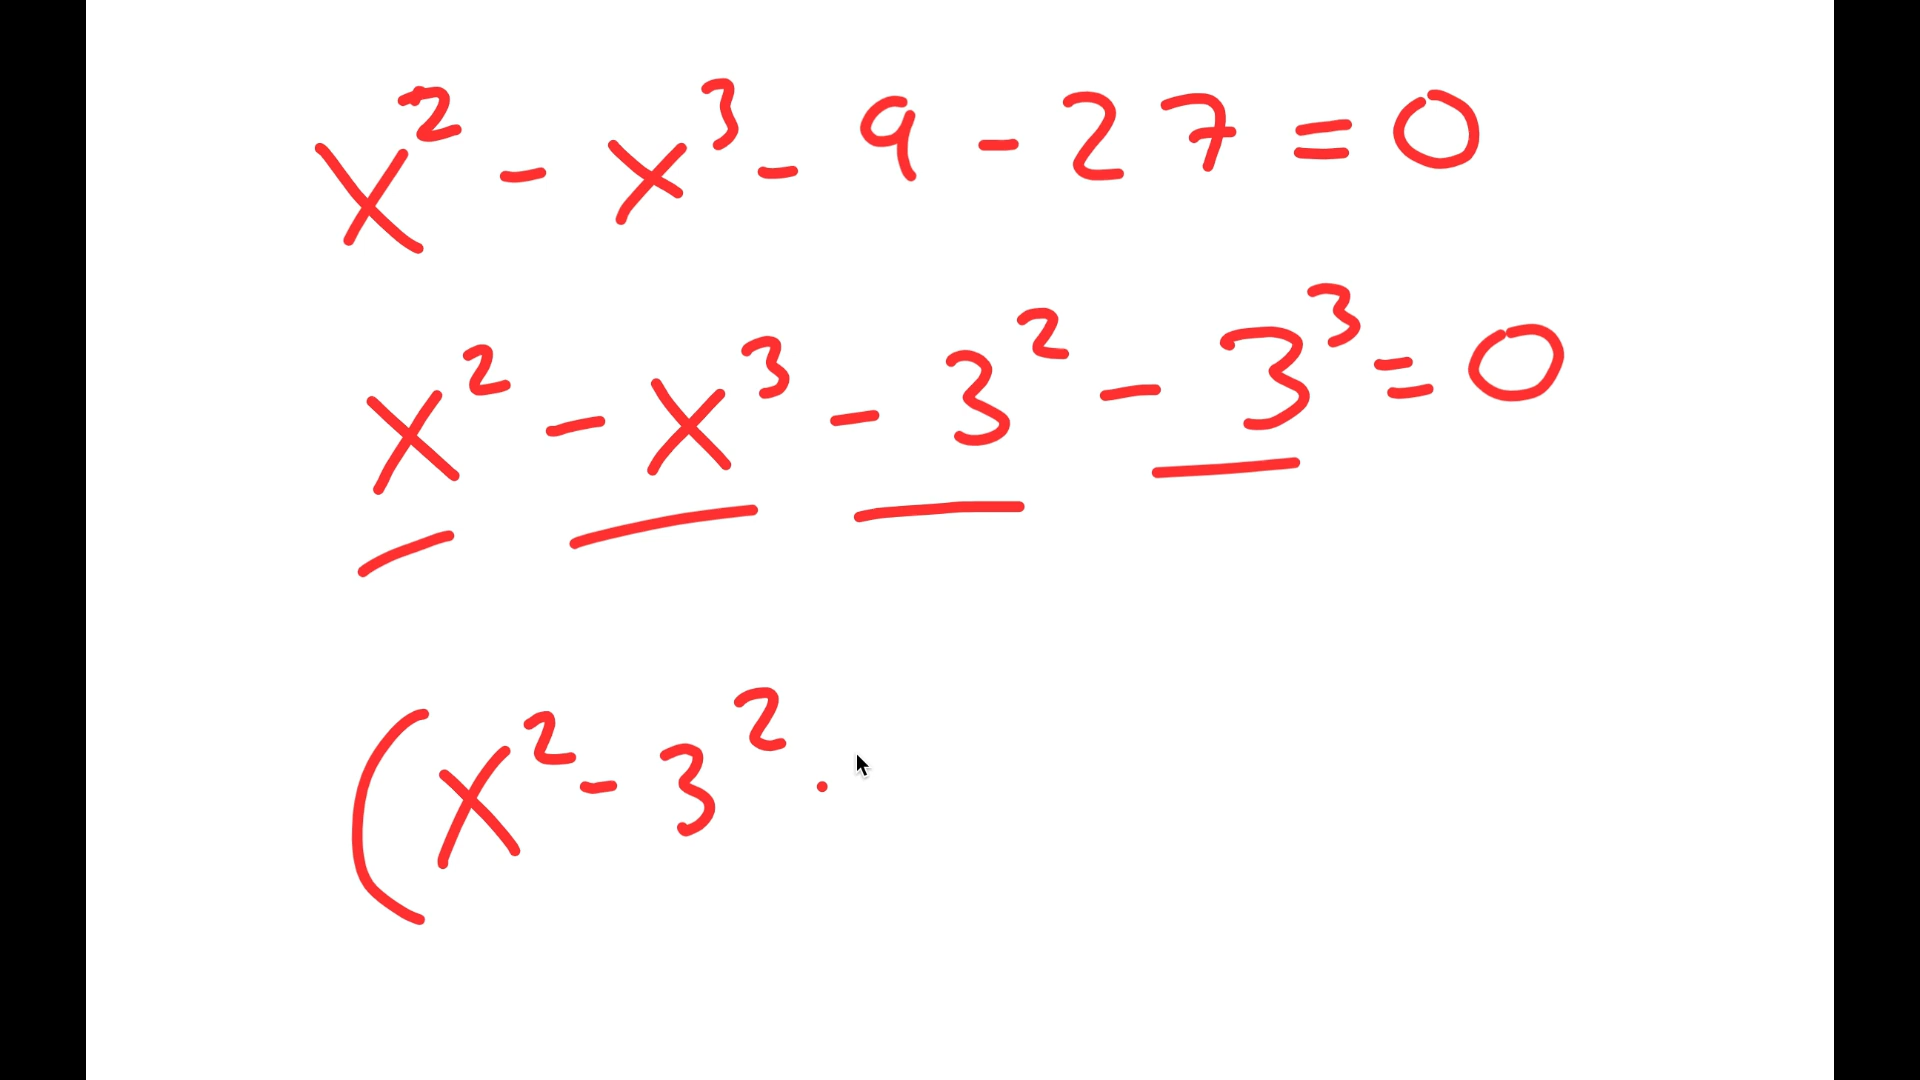 x² - x³ - 9 - 27 = 0
x² - x³ - 3² - 3³ = 0
(x² - 3² .